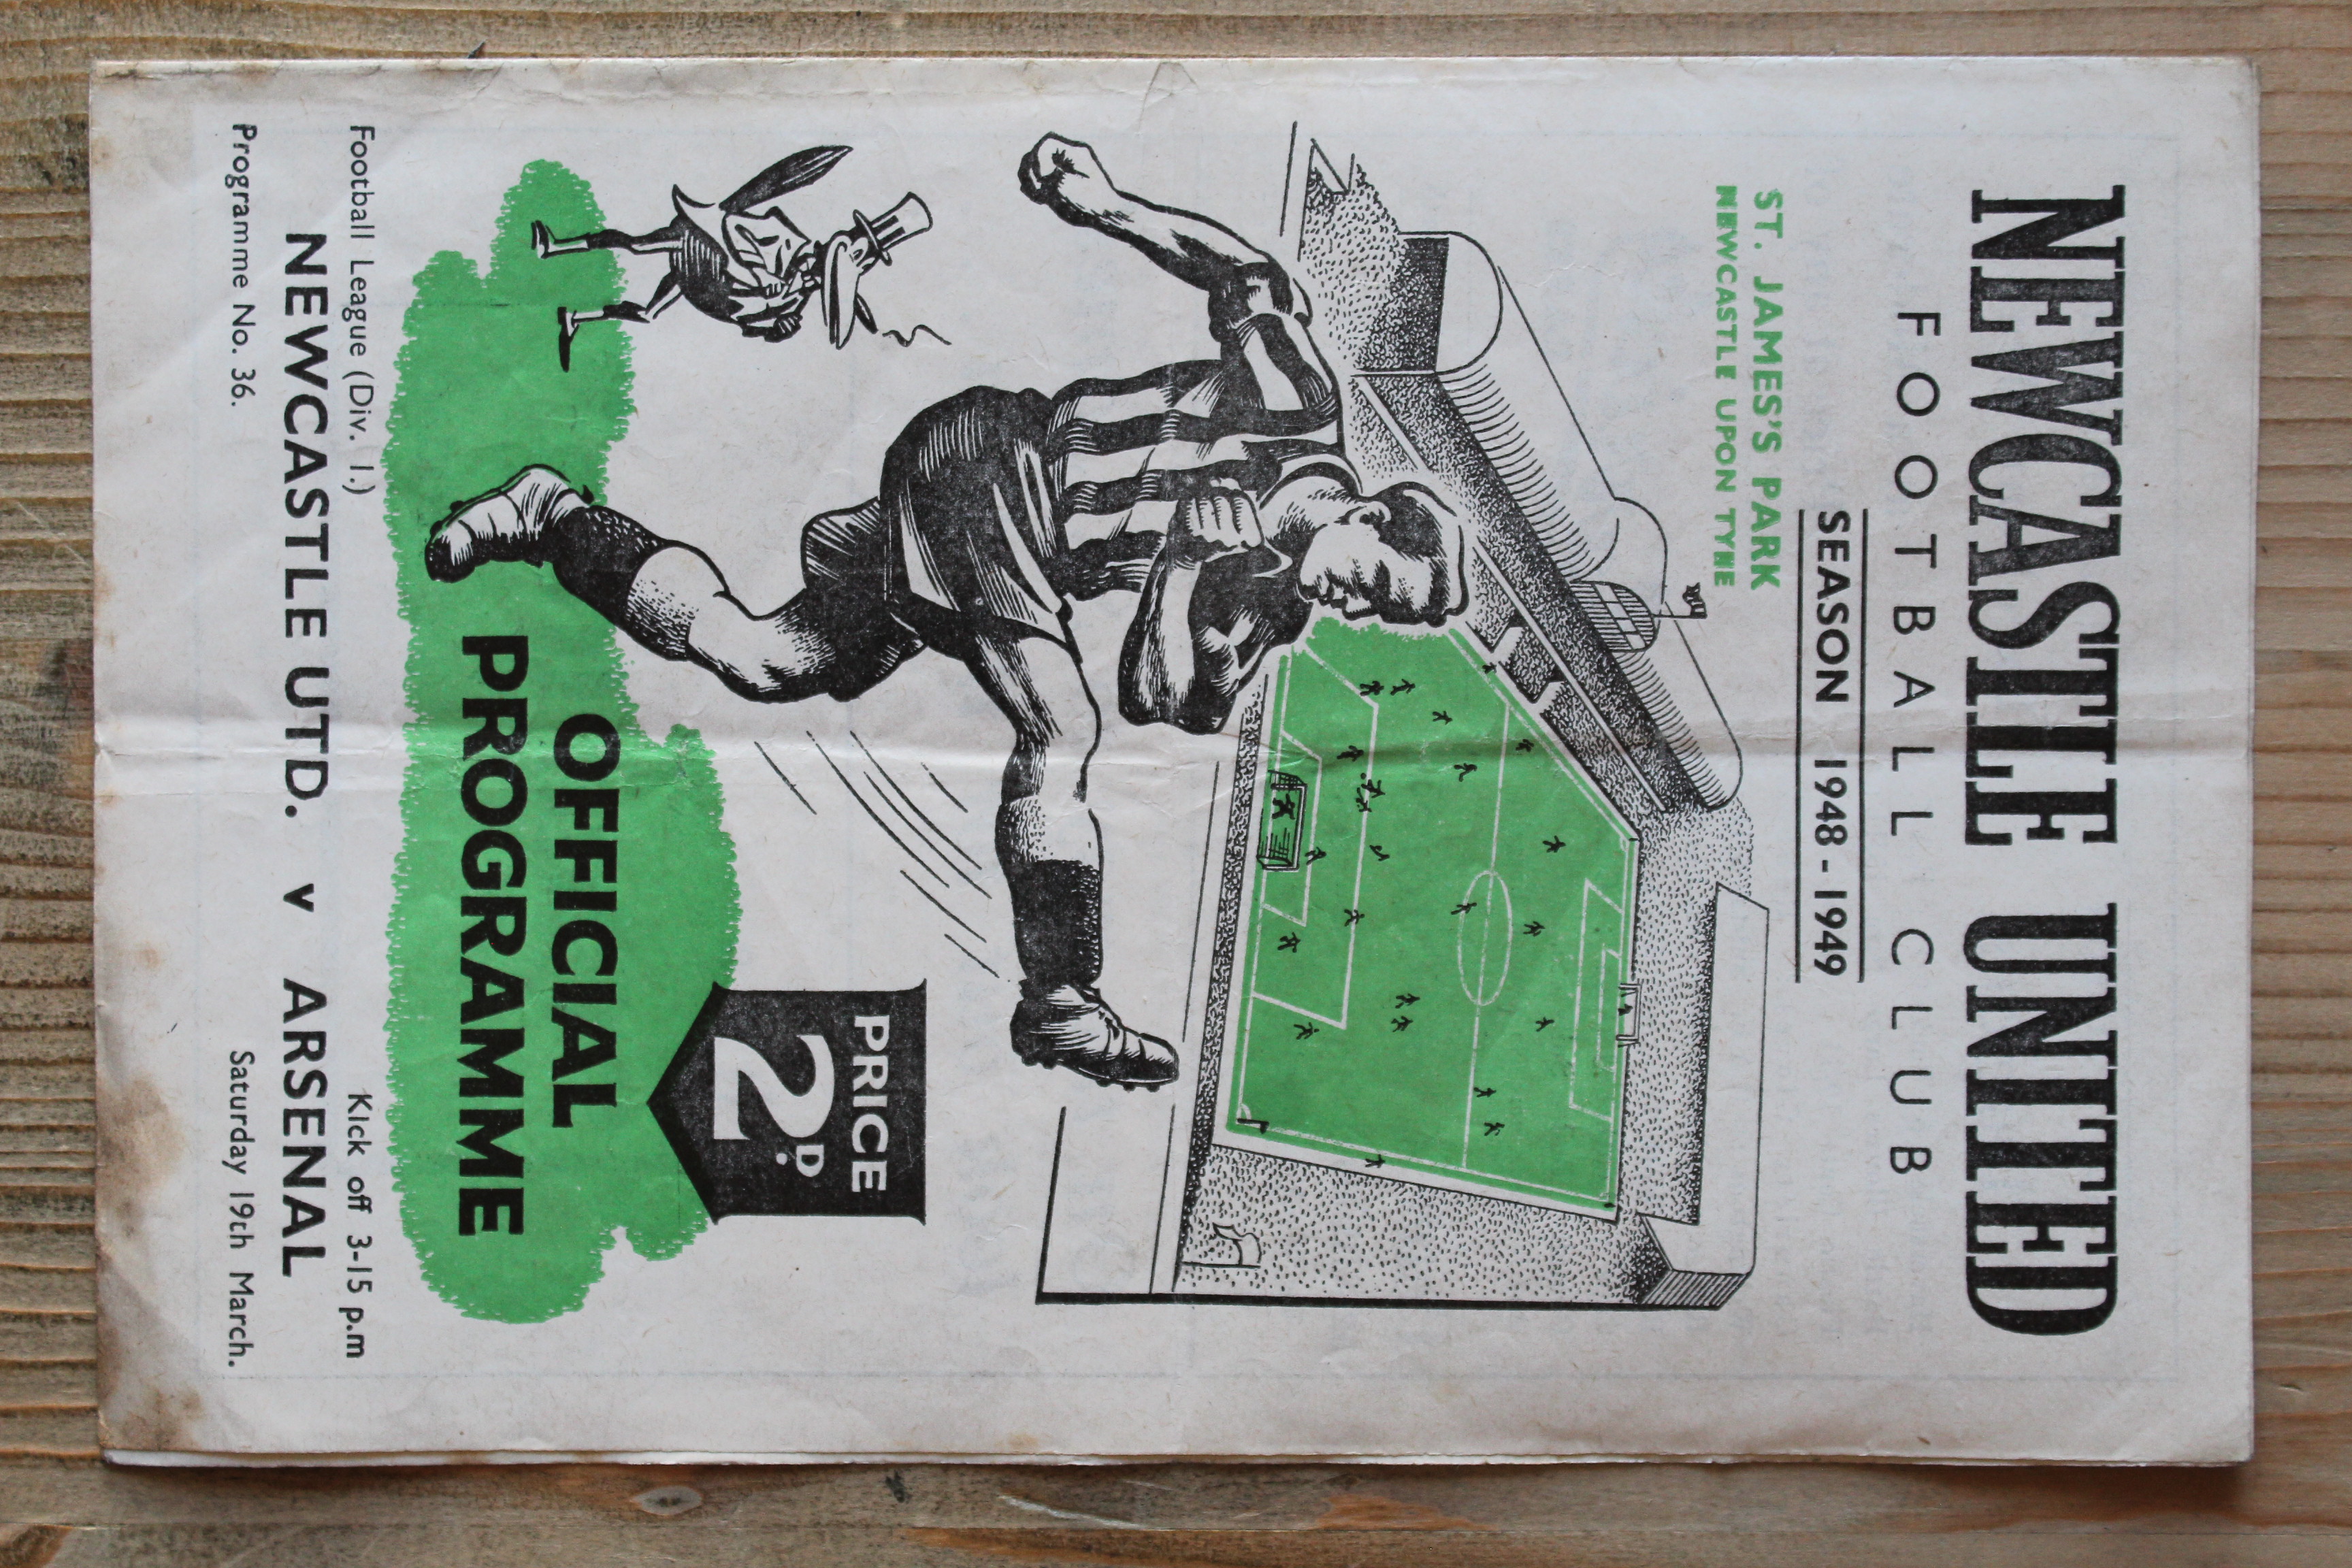 NEWCASTLE UNITED
FOOTBALL CLUB
SEASON 1948-1949
ST. JAMES'S PARK
NEWCASTLE UPON TYNE
PRICE
2D.
OFFICIAL
PROGRAMME
Football League (Div. 1.) Kick off 3-15 p.m
NEWCASTLE UTD. v ARSENAL
Programme No. 36. Saturday 19th March.